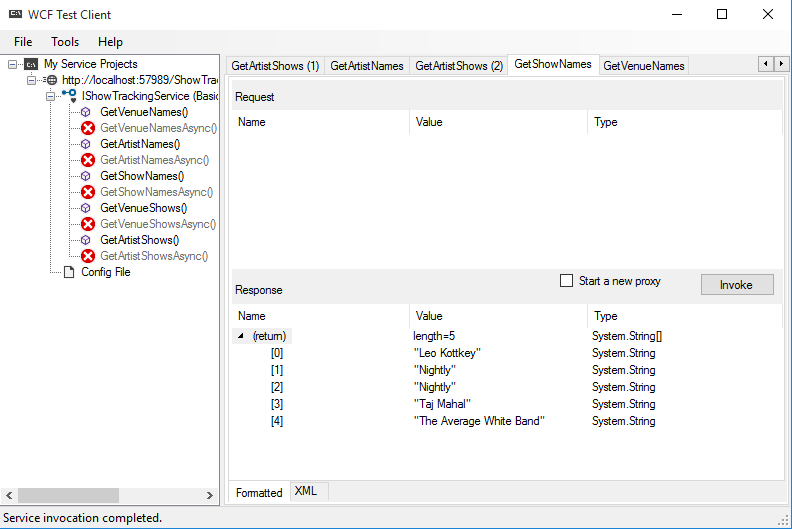 WCF Test Client
File Tools Help
My Service Projects
http://localhost:57989/ShowTra
IShowTrackingService (Basic
GetVenueNames()
GetVenueNamesAsync()
GetArtistNames()
GetArtistNamesAsync()
GetShowNames()
GetShowNamesAsync()
GetVenueShows()
GetVenueShowsAsync()
GetArtistShows()
GetArtistShowsAsync()
Config File
GetArtistShows (1) GetArtistNames GetArtistShows (2) GetShowNames GetVenueNames
Request
Name Value Type
Response Start a new proxy Invoke
Name Value Type
(return) length=5 System.String[]
[0] "Leo Kottkey" System.String
[1] "Nightly" System.String
[2] "Nightly" System.String
[3] "Taj Mahal" System.String
[4] "The Average White Band" System.String
Formatted XML
Service invocation completed.